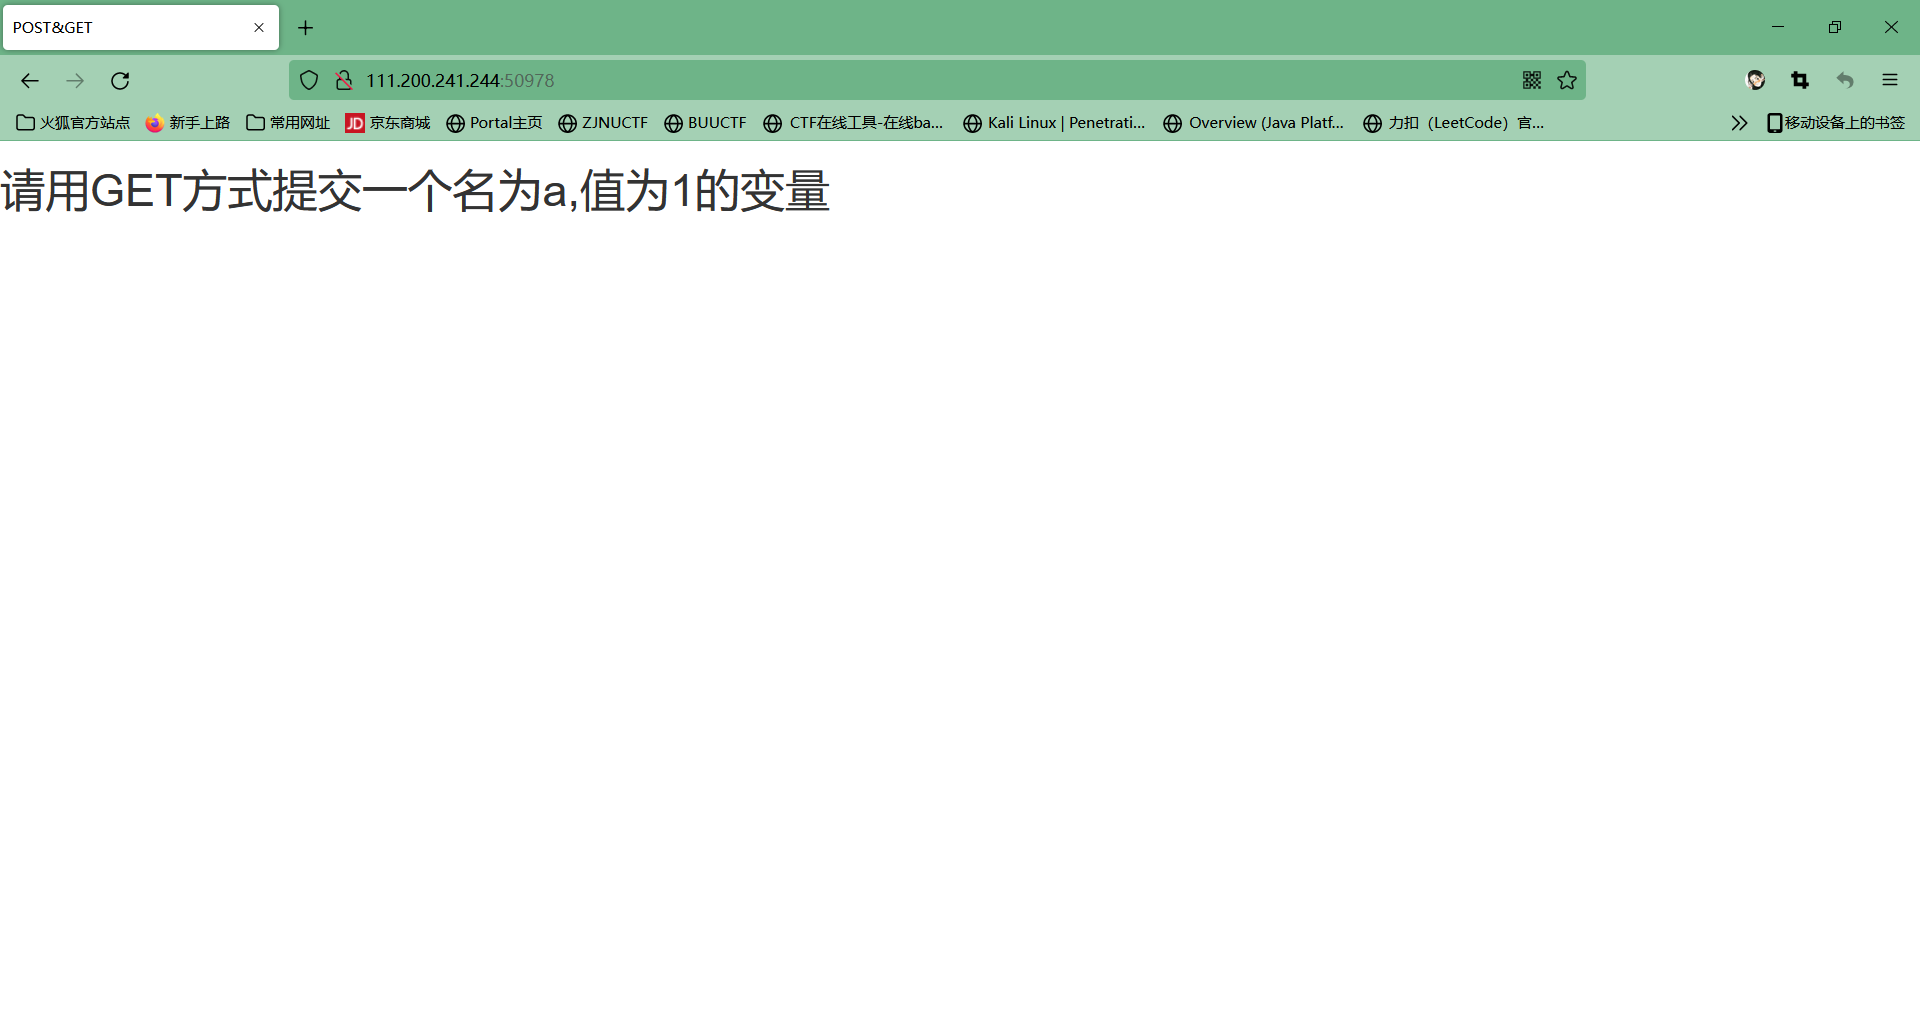 POST&GET
111.200.241.244:50978
火狐官方站点 新手上路 常用网址 JD 京东商城 Portal主页 ZJNUCTF BUUCTF CTF在线工具-在线ba... Kali Linux | Penetrati... Overview (Java Platf... 力扣（LeetCode）官... 移动设备上的书签
请用GET方式提交一个名为a,值为1的变量